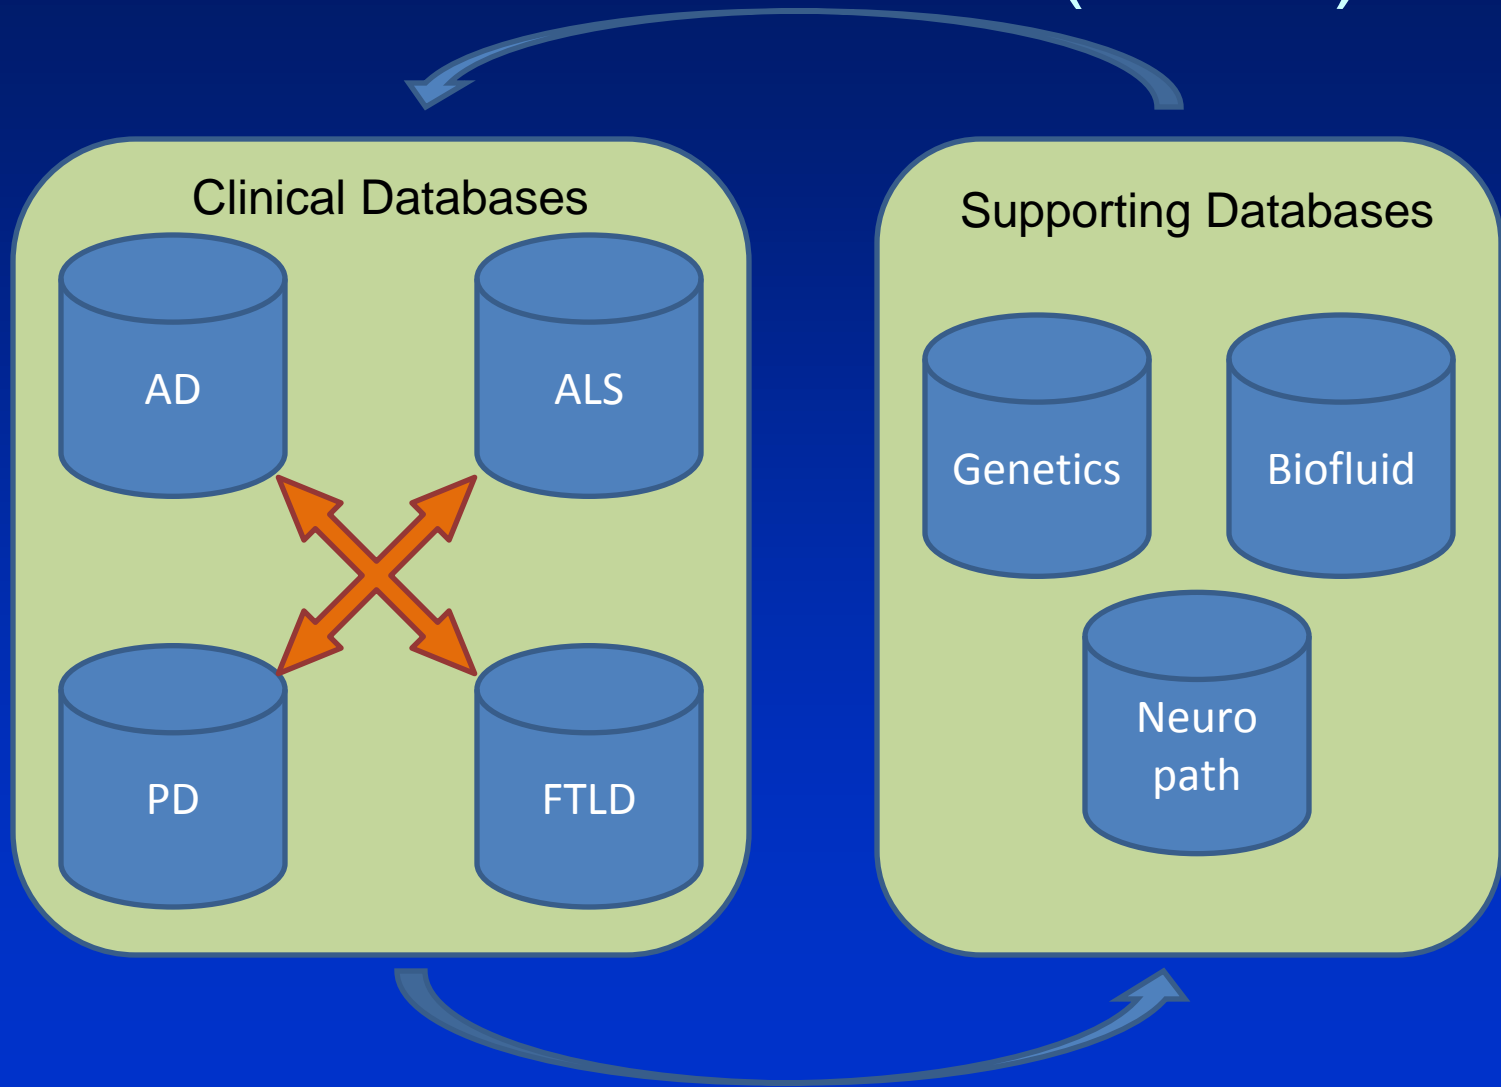 Clinical Databases
AD
ALS
PD
FTLD
Supporting Databases
Genetics
Biofluid
Neuro
path